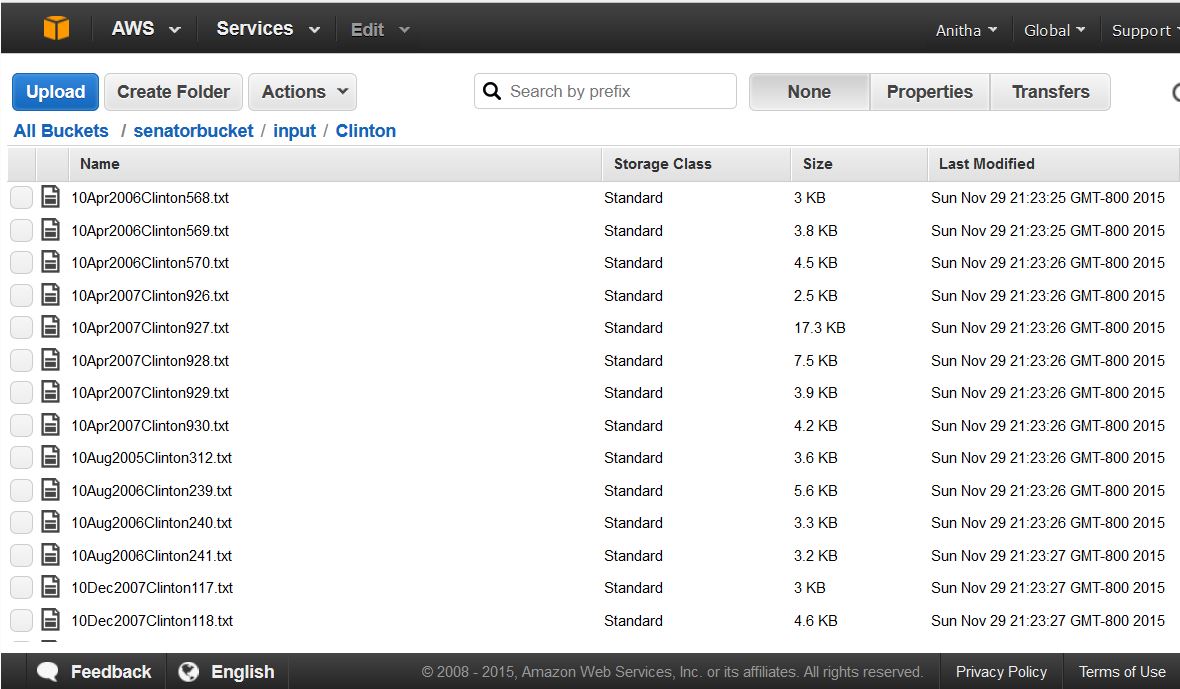 AWS Services Edit Anitha Global Support
Upload Create Folder Actions Search by prefix None Properties Transfers
All Buckets / senatorbucket / input / Clinton
Name Storage Class Size Last Modified
10Apr2006Clinton568.txt Standard 3 KB Sun Nov 29 21:23:25 GMT-800 2015
10Apr2006Clinton569.txt Standard 3.8 KB Sun Nov 29 21:23:25 GMT-800 2015
10Apr2006Clinton570.txt Standard 4.5 KB Sun Nov 29 21:23:26 GMT-800 2015
10Apr2007Clinton926.txt Standard 2.5 KB Sun Nov 29 21:23:26 GMT-800 2015
10Apr2007Clinton927.txt Standard 17.3 KB Sun Nov 29 21:23:26 GMT-800 2015
10Apr2007Clinton928.txt Standard 7.5 KB Sun Nov 29 21:23:26 GMT-800 2015
10Apr2007Clinton929.txt Standard 3.9 KB Sun Nov 29 21:23:26 GMT-800 2015
10Apr2007Clinton930.txt Standard 4.2 KB Sun Nov 29 21:23:26 GMT-800 2015
10Aug2005Clinton312.txt Standard 3.6 KB Sun Nov 29 21:23:26 GMT-800 2015
10Aug2006Clinton239.txt Standard 5.6 KB Sun Nov 29 21:23:26 GMT-800 2015
10Aug2006Clinton240.txt Standard 3.3 KB Sun Nov 29 21:23:26 GMT-800 2015
10Aug2006Clinton241.txt Standard 3.2 KB Sun Nov 29 21:23:27 GMT-800 2015
10Dec2007Clinton117.txt Standard 3 KB Sun Nov 29 21:23:27 GMT-800 2015
10Dec2007Clinton118.txt Standard 4.6 KB Sun Nov 29 21:23:27 GMT-800 2015
Feedback English © 2008 - 2015, Amazon Web Services, Inc. or its affiliates. All rights reserved. Privacy Policy Terms of Use